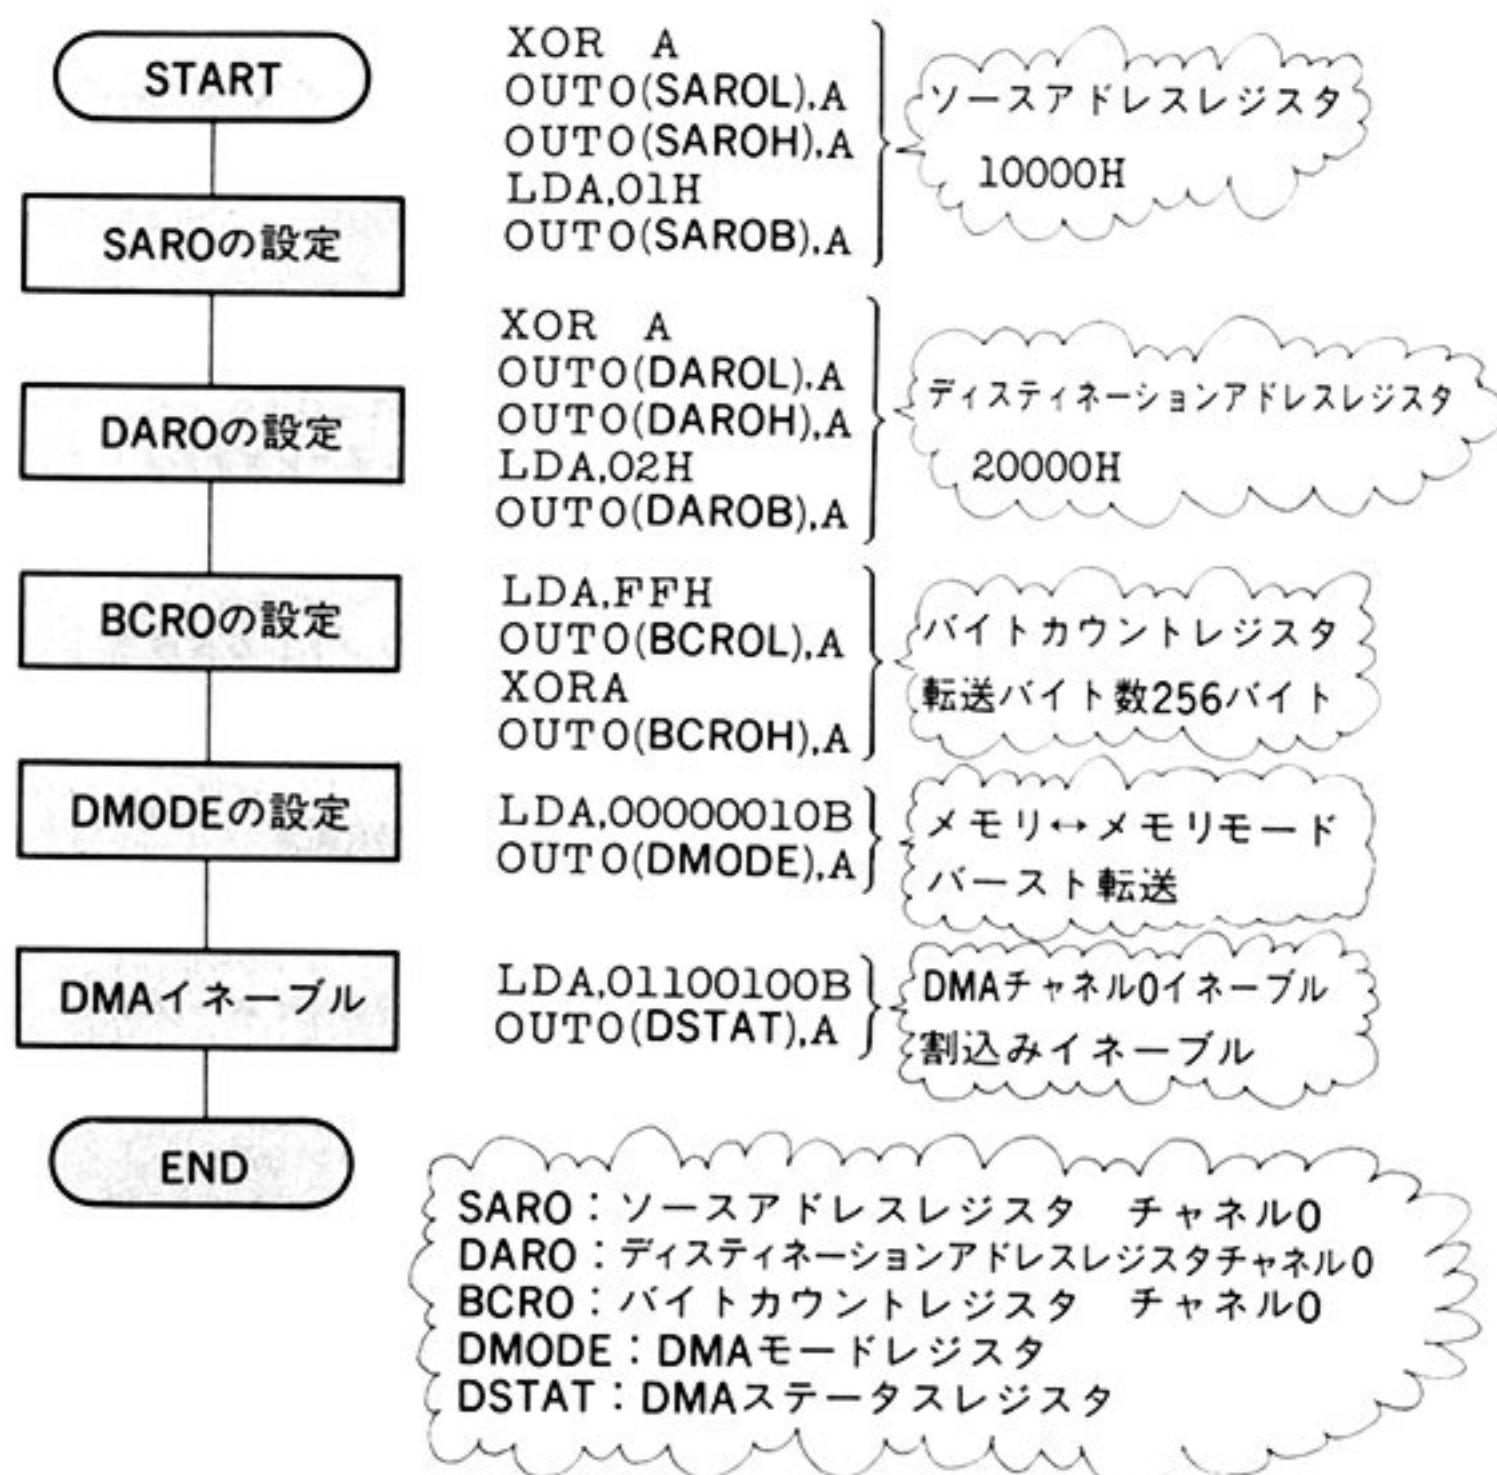 START
SAR0の設定
DAR0の設定
BCR0の設定
DMODEの設定
DMAイネーブル
END
XOR A
OUT0(SAR0L),A
OUT0(SAR0H),A
LDA,01H
OUT0(SAR0B),A
ソースアドレスレジスタ
10000H
XOR A
OUT0(DAR0L),A
OUT0(DAR0H),A
LDA,02H
OUT0(DAR0B),A
ディスティネーションアドレスレジスタ
20000H
LDA,FFH
OUT0(BCR0L),A
XORA
OUT0(BCR0H),A
バイトカウントレジスタ
転送バイト数256バイト
LDA,00000010B
OUT0(DMODE),A
メモリ↔メモリモード
バースト転送
LDA,01100100B
OUT0(DSTAT),A
DMAチャネル0イネーブル
割込みイネーブル
SAR0：ソースアドレスレジスタ チャネル0
DAR0：ディスティネーションアドレスレジスタチャネル0
BCR0：バイトカウントレジスタ チャネル0
DMODE：DMAモードレジスタ
DSTAT：DMAステータスレジスタ